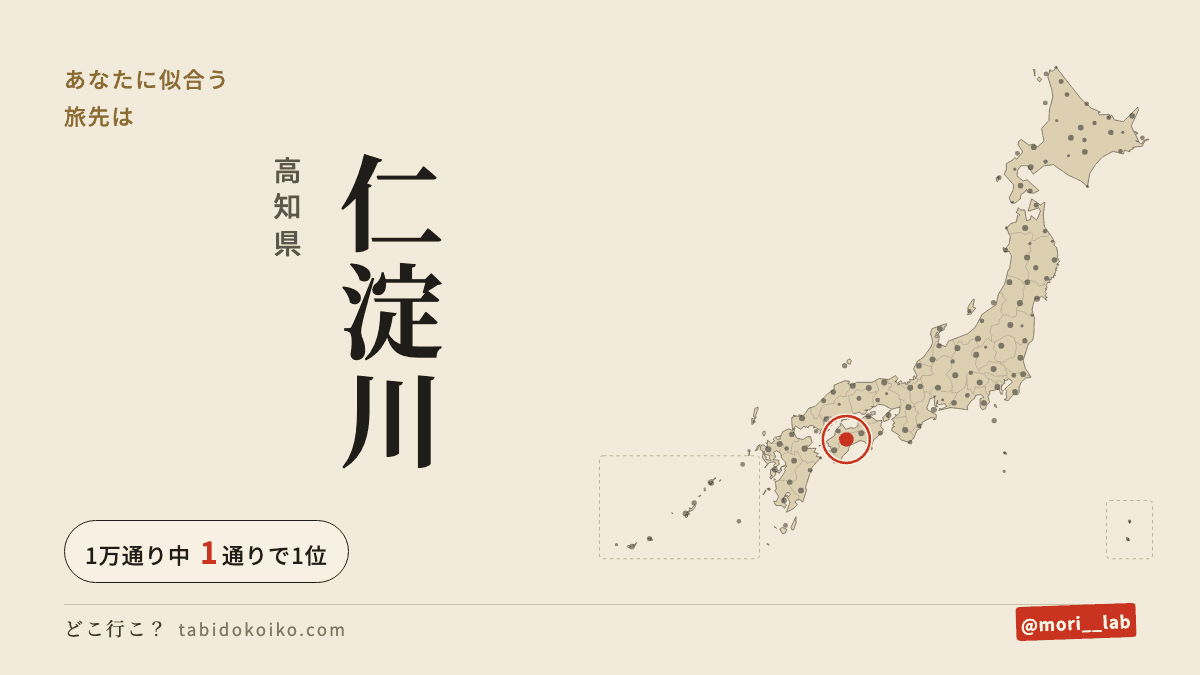 あなたに似合う
旅先は
仁淀川
高知県
1万通り中 1通りで1位
どこ行こ？ tabidokoiko.com
@mori__lab